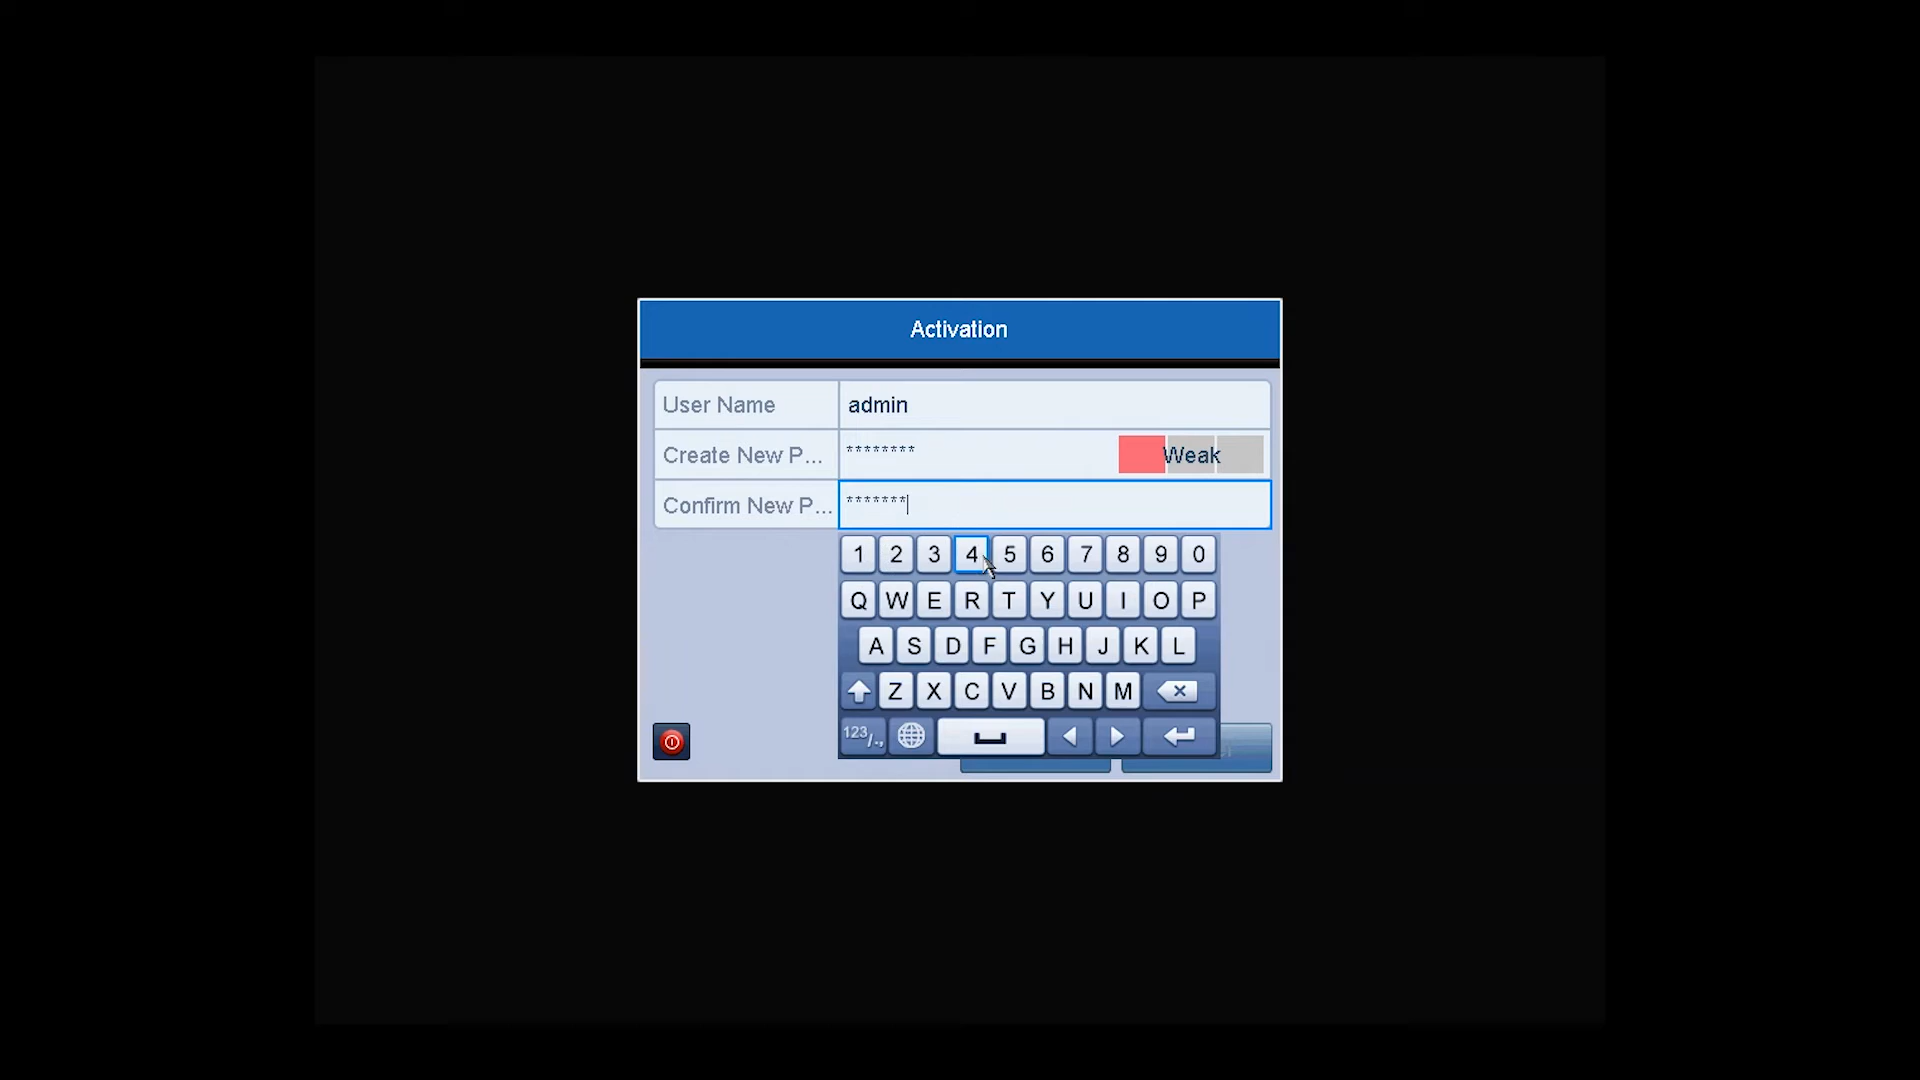 Activation
User Name admin
Create New P... ******** Weak
Confirm New P... *******
1 2 3 4 5 6 7 8 9 0
Q W E R T Y U I O P
A S D F G H J K L
Z X C V B N M
123/.,